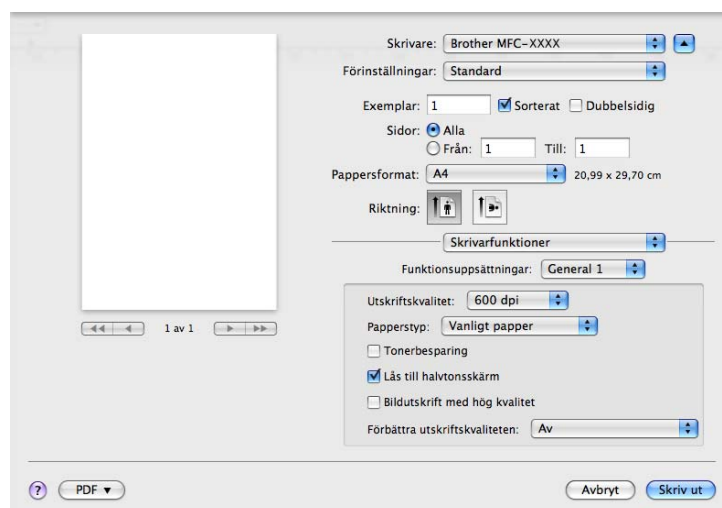 Skrivare: Brother MFC-XXXX
Förinställningar: Standard
Exemplar: 1 Sorterat Dubbelsidig
Sidor: Alla
Från: 1 Till: 1
Pappersformat: A4 20,99 x 29,70 cm
Riktning:
Skrivarfunktioner
Funktionsuppsättningar: General 1
Utskriftskvalitet: 600 dpi
1 av 1
Papperstyp: Vanligt papper
Tonerbesparing
Lås till halvtonsskärm
Bildutskrift med hög kvalitet
Förbättra utskriftskvaliteten: Av
? PDF ▼ Avbryt Skriv ut